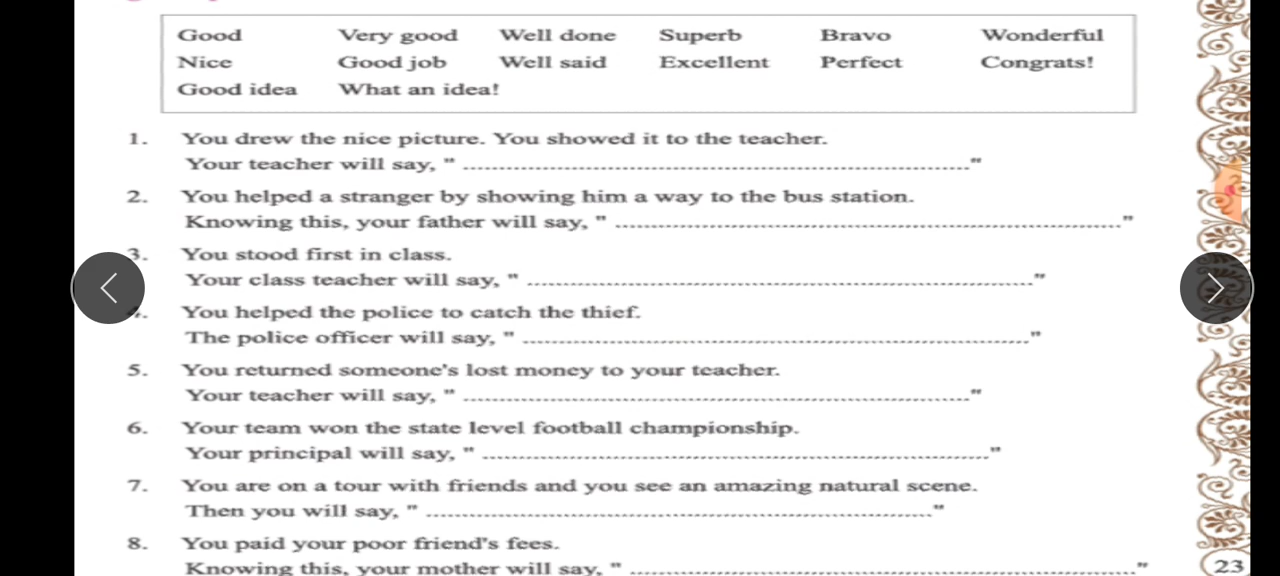 Good Very good Well done Superb Bravo Wonderful
Nice Good job Well said Excellent Perfect Congrats!
Good idea What an idea!
1. You drew the nice picture. You showed it to the teacher.
Your teacher will say, " .................................................."
2. You helped a stranger by showing him a way to the bus station.
Knowing this, your father will say, " .................................................."
3. You stood first in class.
Your class teacher will say, " .................................................."
4. You helped the police to catch the thief.
The police officer will say, " .................................................."
5. You returned someone's lost money to your teacher.
Your teacher will say, " .................................................."
6. Your team won the state level football championship.
Your principal will say, " .................................................."
7. You are on a tour with friends and you see an amazing natural scene.
Then you will say, " .................................................."
8. You paid your poor friend's fees.
Knowing this, your mother will say, " .................................................."
23